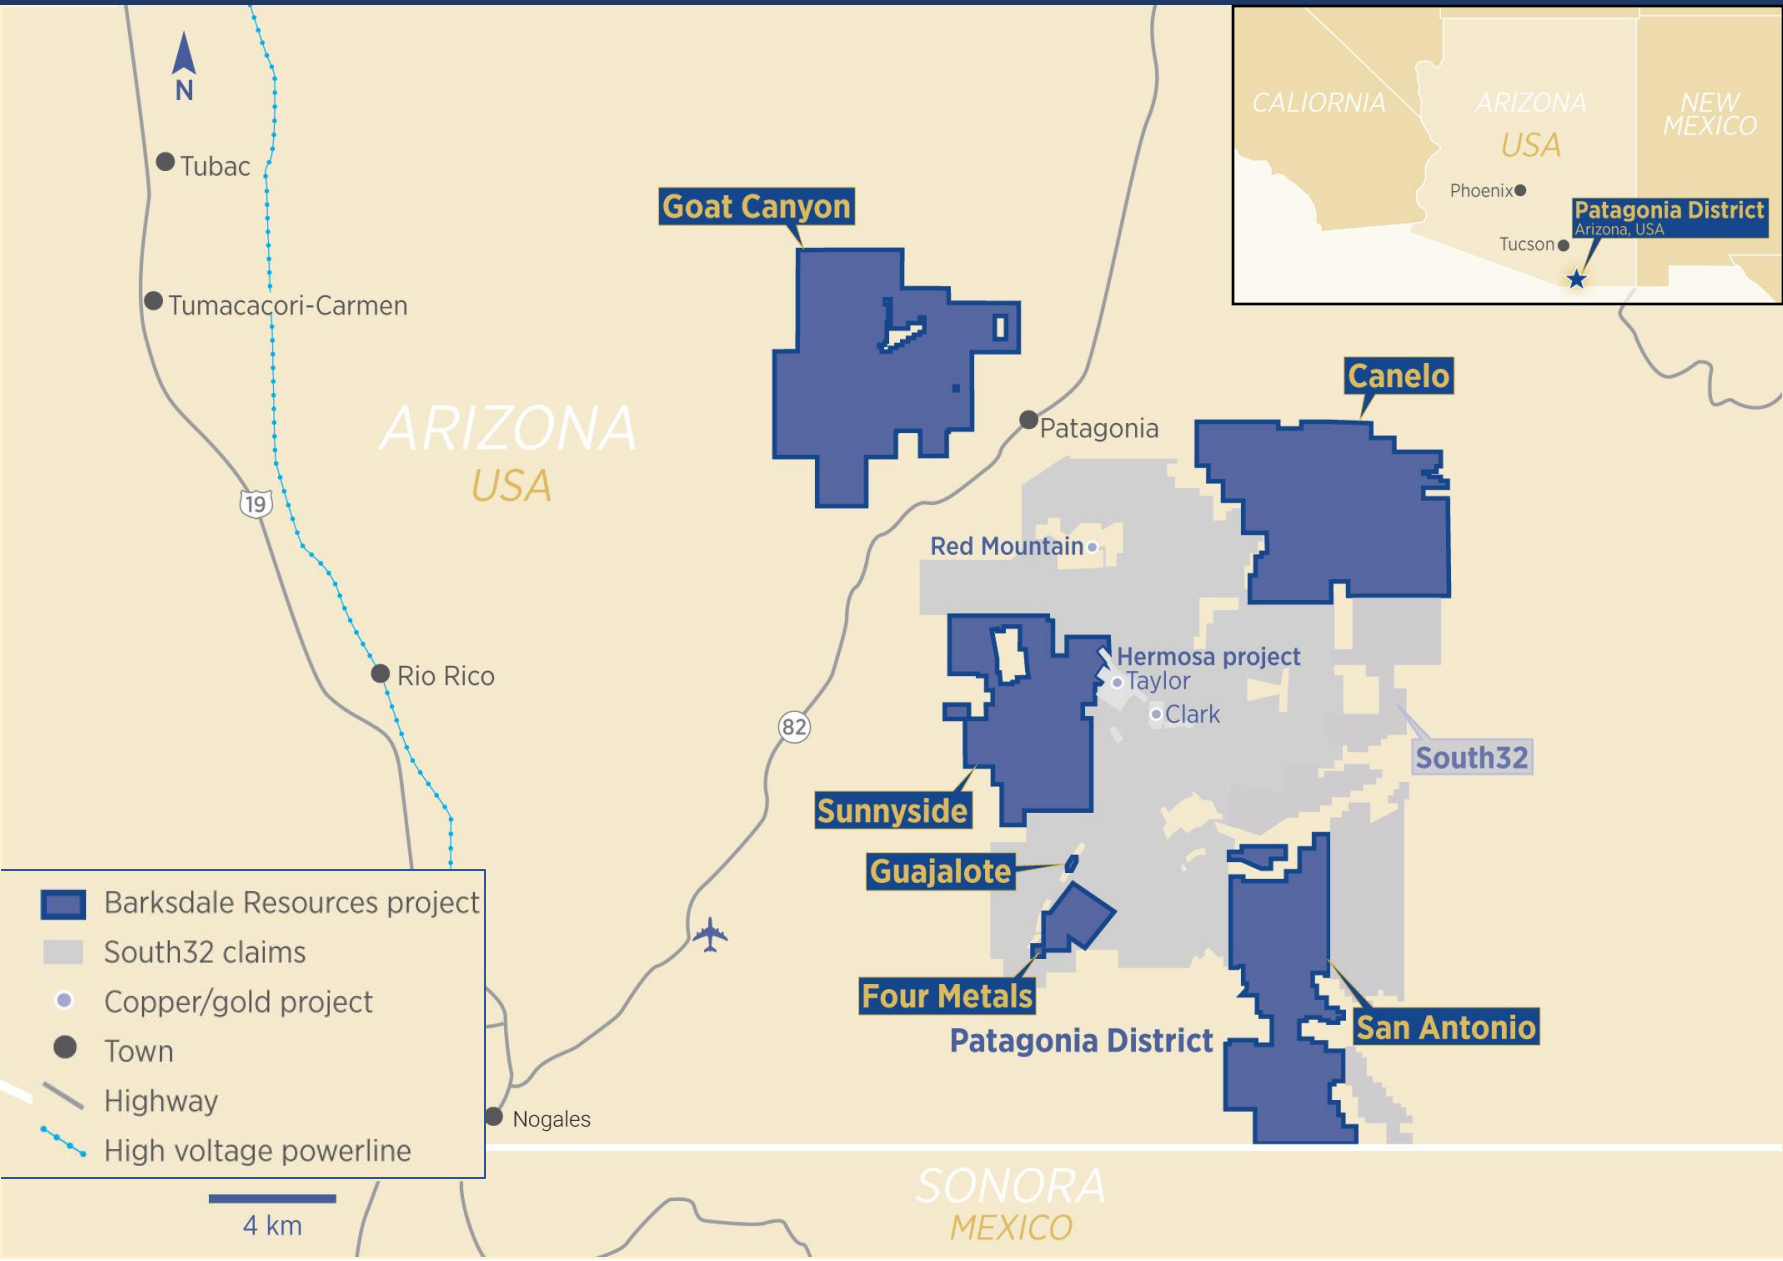 N
Tubac
Tumacacori-Carmen
ARIZONA
USA
19
Rio Rico
Goat Canyon
Patagonia
82
CALIORNIA
ARIZONA
USA
NEW
MEXICO
Phoenix
Tucson
Patagonia District
Arizona, USA
Canelo
Red Mountain
Hermosa project
Taylor
Clark
South32
Sunnyside
Guajalote
Four Metals
San Antonio
Patagonia District
Barksdale Resources project
South32 claims
Copper/gold project
Town
Highway
High voltage powerline
Nogales
4 km
SONORA
MEXICO